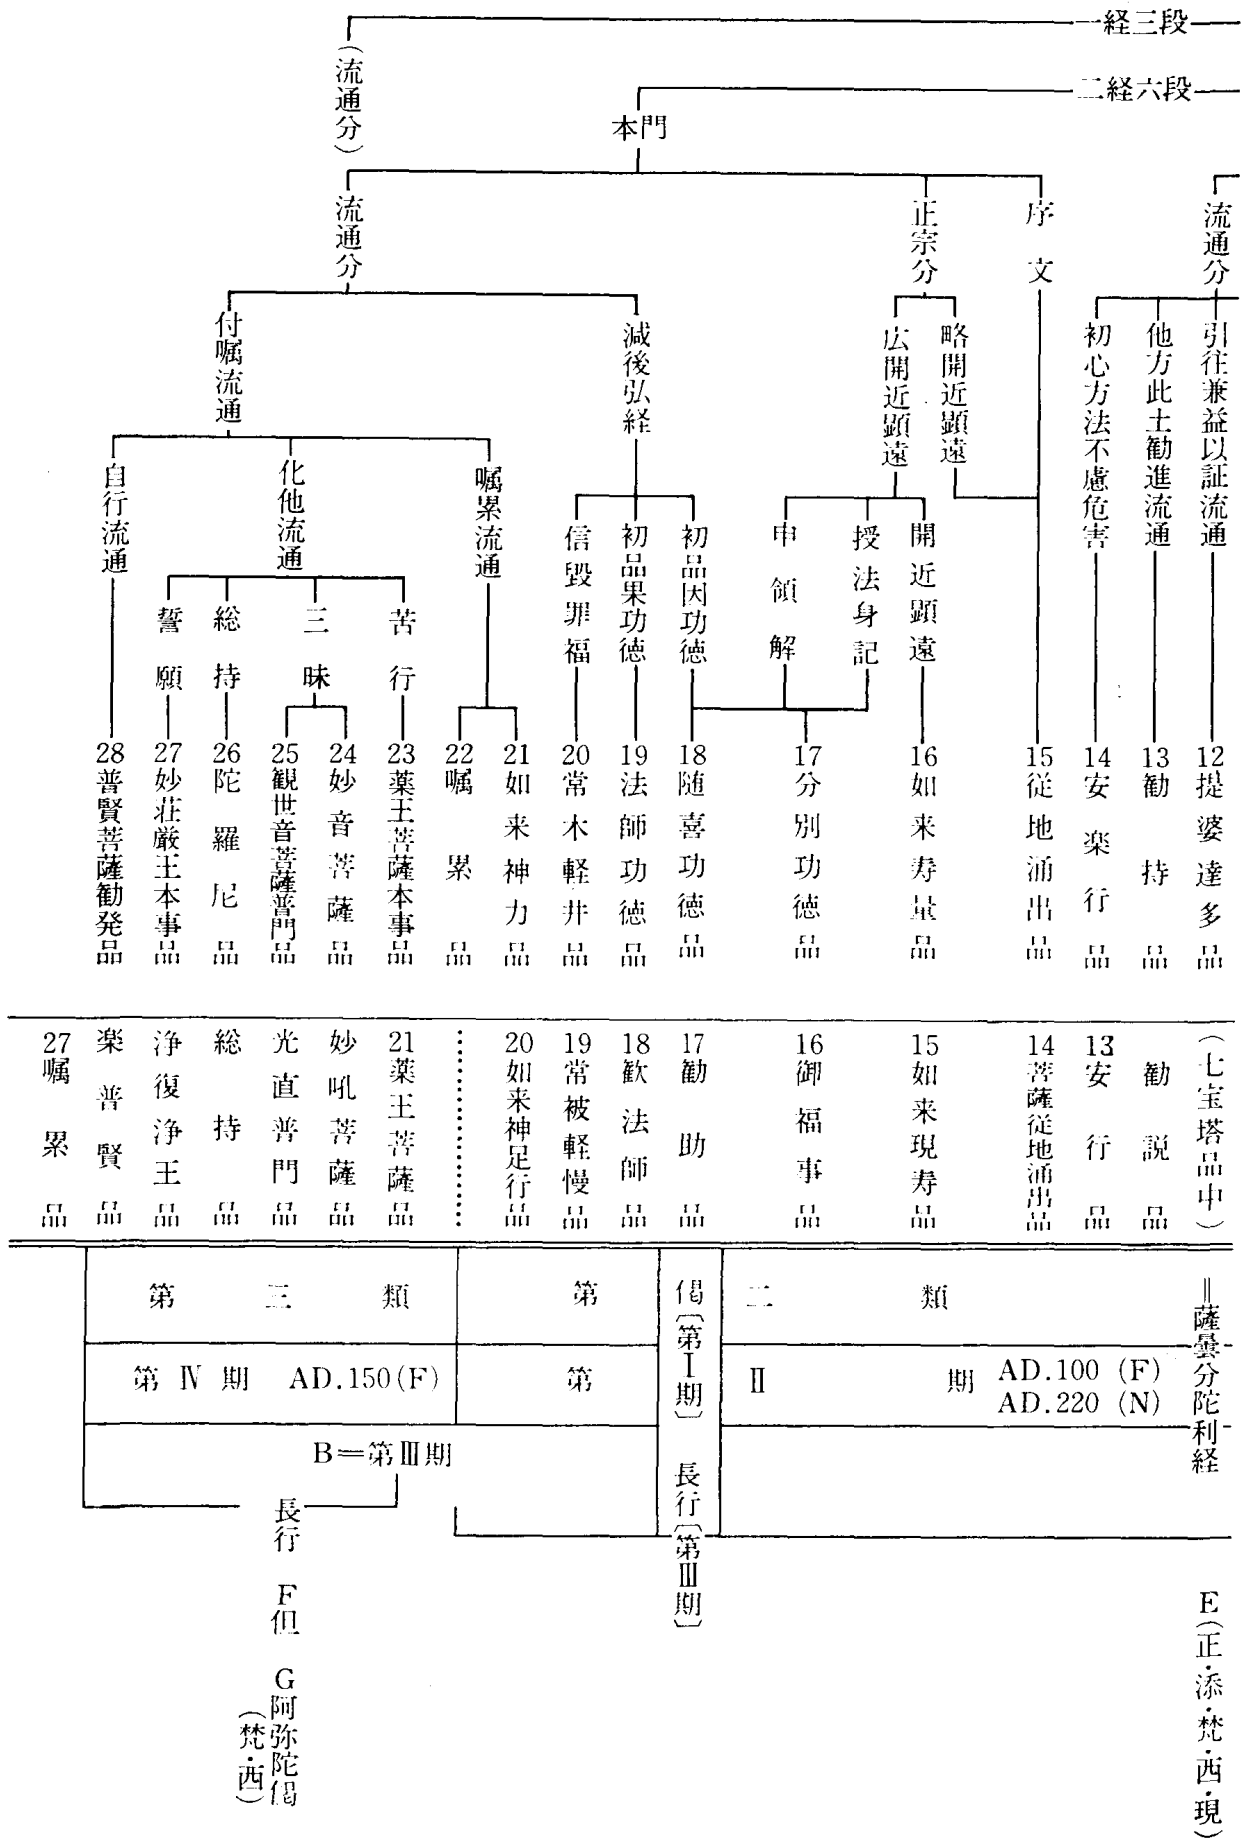 一経三段
二経六段
(流通分)
本門
流通分
序文
正宗分
流通分
引往兼益以証流通
他方此土勧進流通
初心方法不慮危害
略開近顕遠
広開近顕遠
滅後弘経
付嘱流通
開近顕遠
授法身記
申領解
初品因功徳
初品果功徳
信毀罪福
嘱累流通
化他流通
自行流通
苦行
三昧
総持
誓願
12提婆達多品
13勧持品
14安楽行品
15従地涌出品
16如来寿量品
17分別功徳品
18随喜功徳品
19法師功徳品
20常木軽井品
21如来神力品
22嘱累品
23薬王菩薩本事品
24妙音菩薩品
25観世音菩薩普門品
26陀羅尼品
27妙荘厳王本事品
28普賢菩薩勧発品
(七宝塔品中)
勧説品
13安行品
14菩薩従地涌出品
15如来現寿品
16御福事品
17勧助品
18歓法師品
19常被軽慢品
20如来神足行品
21薬王菩薩品
妙吼菩薩品
光直普門品
総持品
浄復浄王品
楽普賢品
27嘱累品
=薩曇分陀利経
第二類
偈〔第Ⅰ期〕
長行〔第Ⅲ期〕
第三類
第Ⅱ期 AD.100 (F)
AD.220 (N)
第Ⅳ期 AD.150(F)
B=第Ⅲ期
E(正・添・梵・西・現)
長行 F但 G阿弥陀偈
(梵・西)